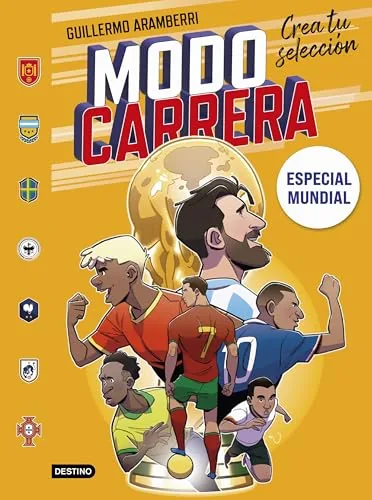 GUILLERMO ARAMBERRI
Crea tu
selección
MODO
CARRERA
ESPECIAL
MUNDIAL
7
10
DESTINO